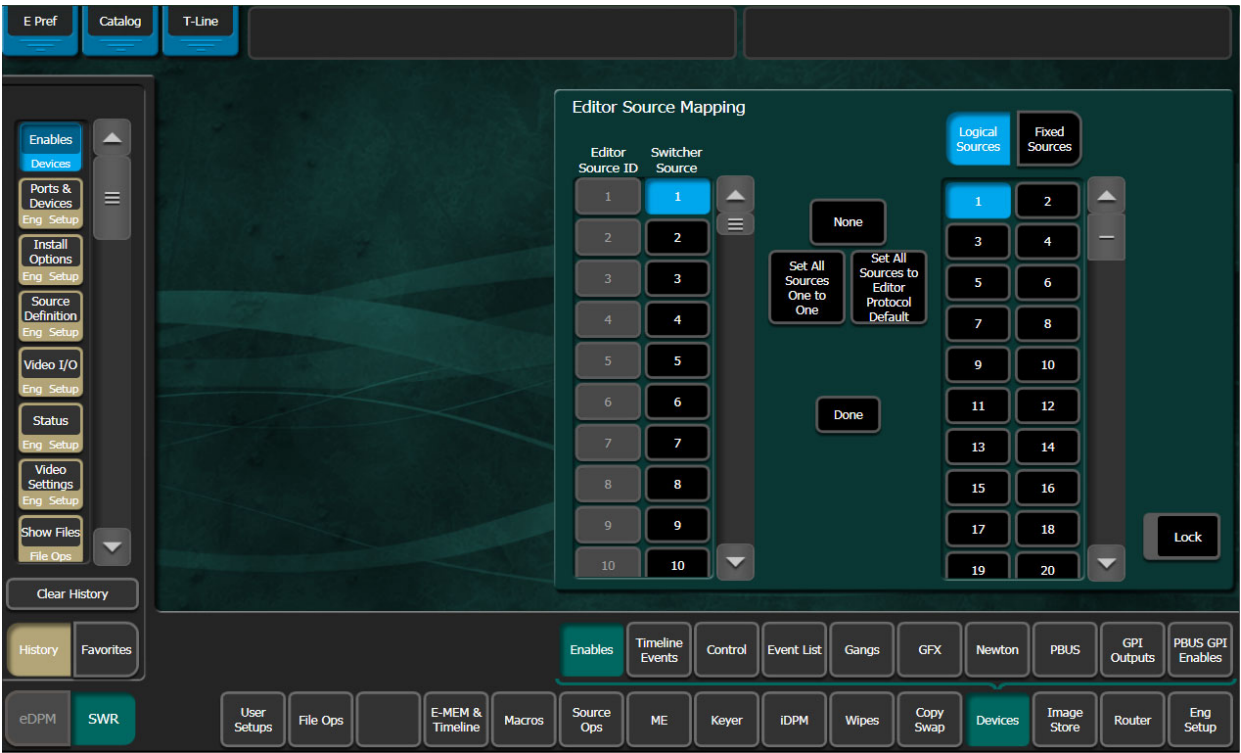 E Pref
Catalog
T-Line
Enables
Devices
Ports &
Devices
Eng Setup
Install
Options
Eng Setup
Source
Definition
Eng Setup
Video I/O
Eng Setup
Status
Eng Setup
Video
Settings
Eng Setup
Show Files
File Ops
Clear History
History
Favorites
eDPM
SWR
Editor Source Mapping
Editor
Source ID
Switcher
Source
1 1
2 2
3 3
4 4
5 5
6 6
7 7
8 8
9 9
10 10
None
Set All
Sources
One to
One
Set All
Sources to
Editor
Protocol
Default
Done
Logical
Sources
Fixed
Sources
1 2
3 4
5 6
7 8
9 10
11 12
13 14
15 16
17 18
19 20
Lock
Enables
Timeline
Events
Control
Event List
Gangs
GFX
Newton
PBUS
GPI
Outputs
PBUS GPI
Enables
User
Setups
File Ops
E-MEM &
Timeline
Macros
Source
Ops
ME
Keyer
iDPM
Wipes
Copy
Swap
Devices
Image
Store
Router
Eng
Setup